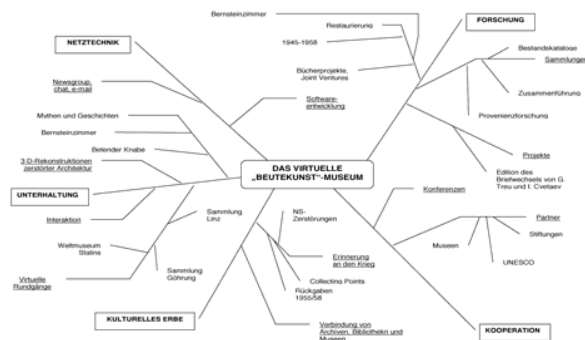 Bernsteinzimmer
FORSCHUNG
Restaurierung
NETZTECHNIK
1945-1958
Bestandskataloge
Sammlungen
Bücherprojekte,
Joint Ventures
Newsgroup,
chat, e-mail
Zusammenführung
Software-
entwicklung
Mythen und Geschichten
Provenienzforschung
Bernsteinzimmer
Betender Knabe
Projekte
3 D-Rekonstruktionen
zerstörter Architektur
DAS VIRTUELLE
„BEUTEKUNST“-MUSEUM
Edition des
Briefwechsels von G.
Treu und I. Cvetaev
UNTERHALTUNG
Konferenzen
Interaktion
Sammlung
Linz
NS-
Zerstörungen
Partner
Stiftungen
Weltmuseum
Stalins
Museen
Erinnerung
an den Krieg
UNESCO
Virtuelle
Rundgänge
Sammlung
Göhrung
Collecting Points
Rückgaben
1955/58
KULTURELLES ERBE
Verbindung von
Archiven, Bibliothekn und
Museen
KOOPERATION